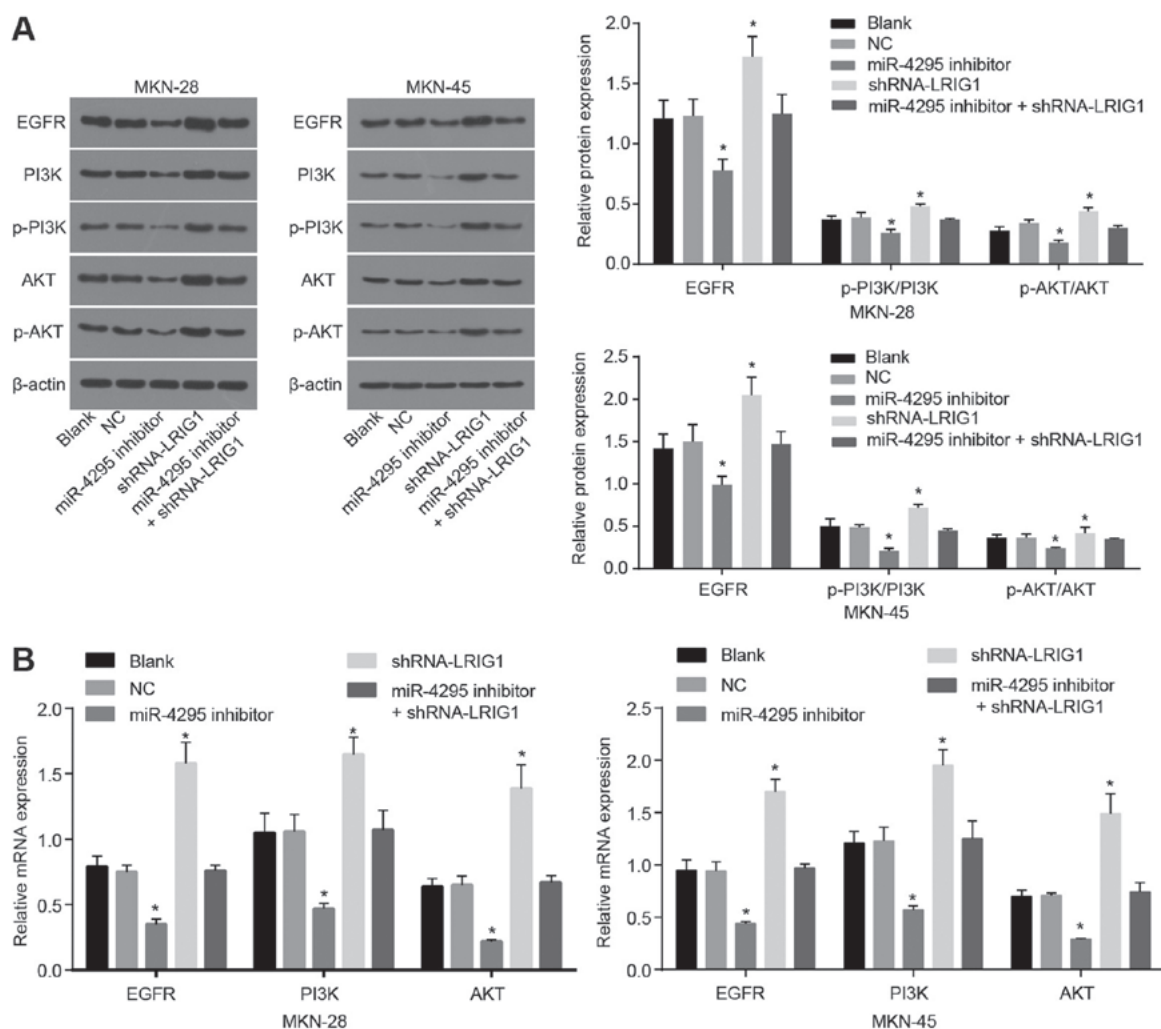 A
MKN-28
EGFR
PI3K
p-PI3K
AKT
p-AKT
β-actin
Blank
NC
miR-4295 inhibitor
shRNA-LRIG1
miR-4295 inhibitor
+ shRNA-LRIG1
MKN-45
EGFR
PI3K
p-PI3K
AKT
p-AKT
β-actin
Blank
NC
miR-4295 inhibitor
shRNA-LRIG1
miR-4295 inhibitor
+ shRNA-LRIG1
Relative protein expression
2.0
1.5
1.0
0.5
0.0
Blank
NC
miR-4295 inhibitor
shRNA-LRIG1
miR-4295 inhibitor + shRNA-LRIG1
* * * * * *
EGFR p-PI3K/PI3K p-AKT/AKT
MKN-28
Relative protein expression
2.5
2.0
1.5
1.0
0.5
0.0
Blank
NC
miR-4295 inhibitor
shRNA-LRIG1
miR-4295 inhibitor + shRNA-LRIG1
* * * * * *
EGFR p-PI3K/PI3K p-AKT/AKT
MKN-45
B
Blank
NC
miR-4295 inhibitor
shRNA-LRIG1
miR-4295 inhibitor
+ shRNA-LRIG1
Relative mRNA expression
2.0
1.5
1.0
0.5
0.0
* * * * * *
EGFR PI3K AKT
MKN-28
Blank
NC
miR-4295 inhibitor
shRNA-LRIG1
miR-4295 inhibitor
+ shRNA-LRIG1
Relative mRNA expression
2.5
2.0
1.5
1.0
0.5
0.0
* * * * * *
EGFR PI3K AKT
MKN-45